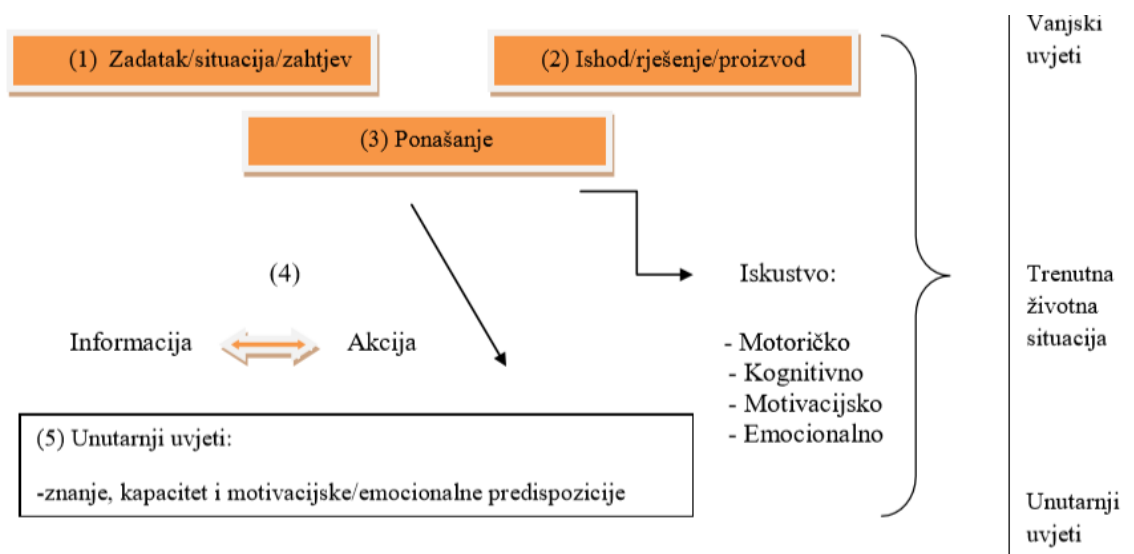 (1) Zadatak/situacija/zahtjev
(2) Ishod/rješenje/proizvod
(3) Ponašanje
(4)
Informacija
Akcija
Iskustvo:
- Motoričko
- Kognitivno
- Motivacijsko
- Emocionalno
(5) Unutarnji uvjeti:
-znanje, kapacitet i motivacijske/emocionalne predispozicije
Vanjski
uvjeti
Trenutna
životna
situacija
Unutarnji
uvjeti